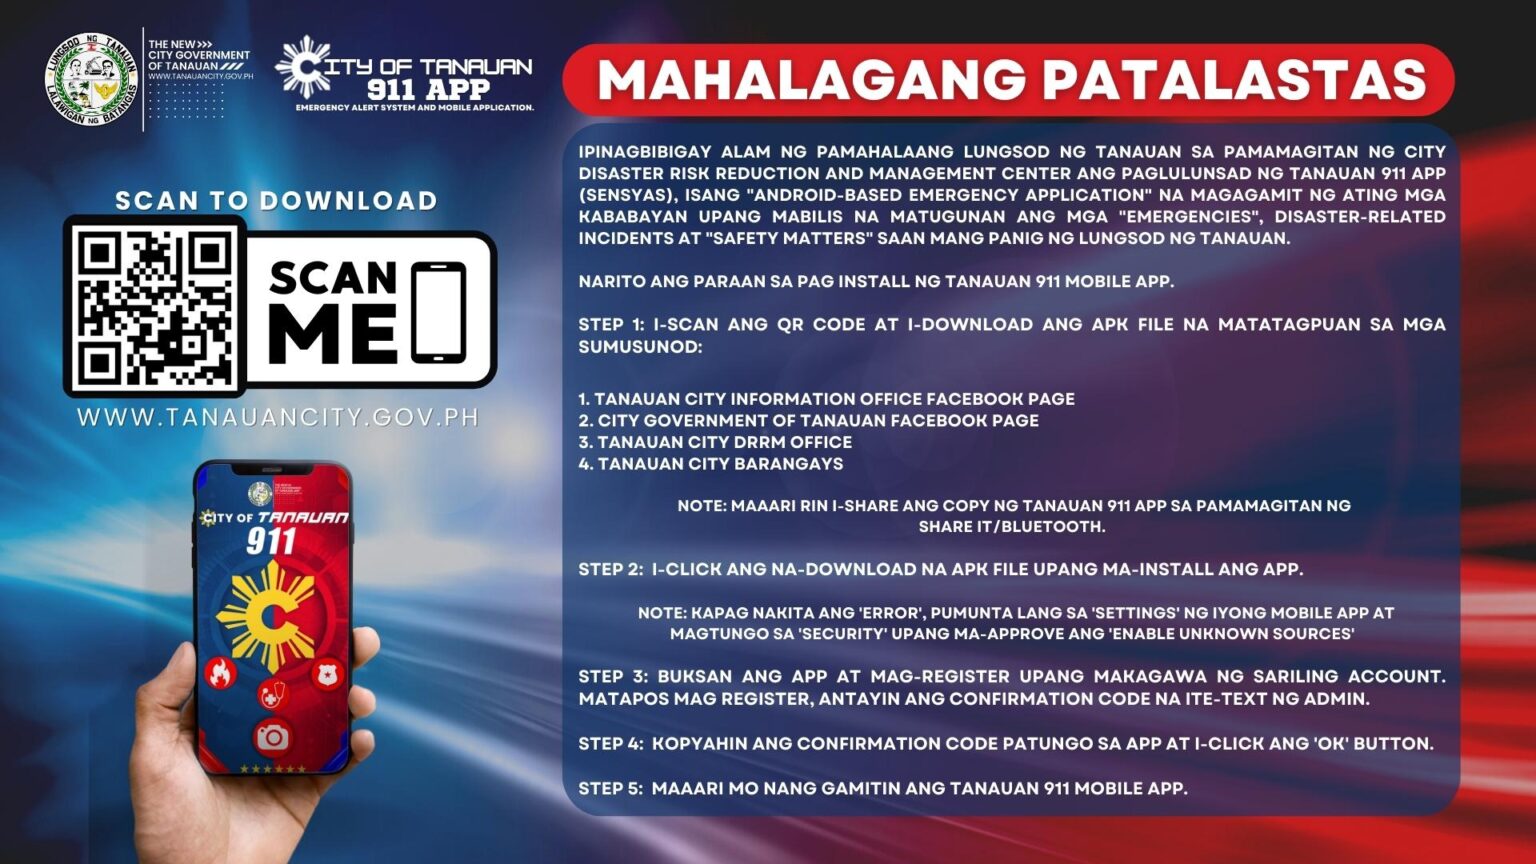 LUNGSOD NG TANAUAN
LALAWIGAN NG BATANGAS
THE NEW >>>
CITY GOVERNMENT
OF TANAUAN ///
WWW.TANAUANCITY.GOV.PH
CITY OF TANAUAN
911 APP
EMERGENCY ALERT SYSTEM AND MOBILE APPLICATION.
SCAN TO DOWNLOAD
SCAN
ME
WWW.TANAUANCITY.GOV.PH
CITY OF TANAUAN
911
C
MAHALAGANG PATALASTAS
IPINAGBIBIGAY ALAM NG PAMAHALAANG LUNGSOD NG TANAUAN SA PAMAMAGITAN NG CITY
DISASTER RISK REDUCTION AND MANAGEMENT CENTER ANG PAGLULUNSAD NG TANAUAN 911 APP
(SENSYAS), ISANG "ANDROID-BASED EMERGENCY APPLICATION" NA MAGAGAMIT NG ATING MGA
KABABAYAN UPANG MABILIS NA MATUGUNAN ANG MGA "EMERGENCIES", DISASTER-RELATED
INCIDENTS AT "SAFETY MATTERS" SAAN MANG PANIG NG LUNGSOD NG TANAUAN.
NARITO ANG PARAAN SA PAG INSTALL NG TANAUAN 911 MOBILE APP.
STEP 1: I-SCAN ANG QR CODE AT I-DOWNLOAD ANG APK FILE NA MATATAGPUAN SA MGA
SUMUSUNOD:
1. TANAUAN CITY INFORMATION OFFICE FACEBOOK PAGE
2. CITY GOVERNMENT OF TANAUAN FACEBOOK PAGE
3. TANAUAN CITY DRRM OFFICE
4. TANAUAN CITY BARANGAYS
NOTE: MAAARI RIN I-SHARE ANG COPY NG TANAUAN 911 APP SA PAMAMAGITAN NG
SHARE IT/BLUETOOTH.
STEP 2: I-CLICK ANG NA-DOWNLOAD NA APK FILE UPANG MA-INSTALL ANG APP.
NOTE: KAPAG NAKITA ANG 'ERROR', PUMUNTA LANG SA 'SETTINGS' NG IYONG MOBILE APP AT
MAGTUNGO SA 'SECURITY' UPANG MA-APPROVE ANG 'ENABLE UNKNOWN SOURCES'
STEP 3: BUKSAN ANG APP AT MAG-REGISTER UPANG MAKAGAWA NG SARILING ACCOUNT.
MATAPOS MAG REGISTER, ANTAYIN ANG CONFIRMATION CODE NA ITE-TEXT NG ADMIN.
STEP 4: KOPYAHIN ANG CONFIRMATION CODE PATUNGO SA APP AT I-CLICK ANG 'OK' BUTTON.
STEP 5: MAAARI MO NANG GAMITIN ANG TANAUAN 911 MOBILE APP.